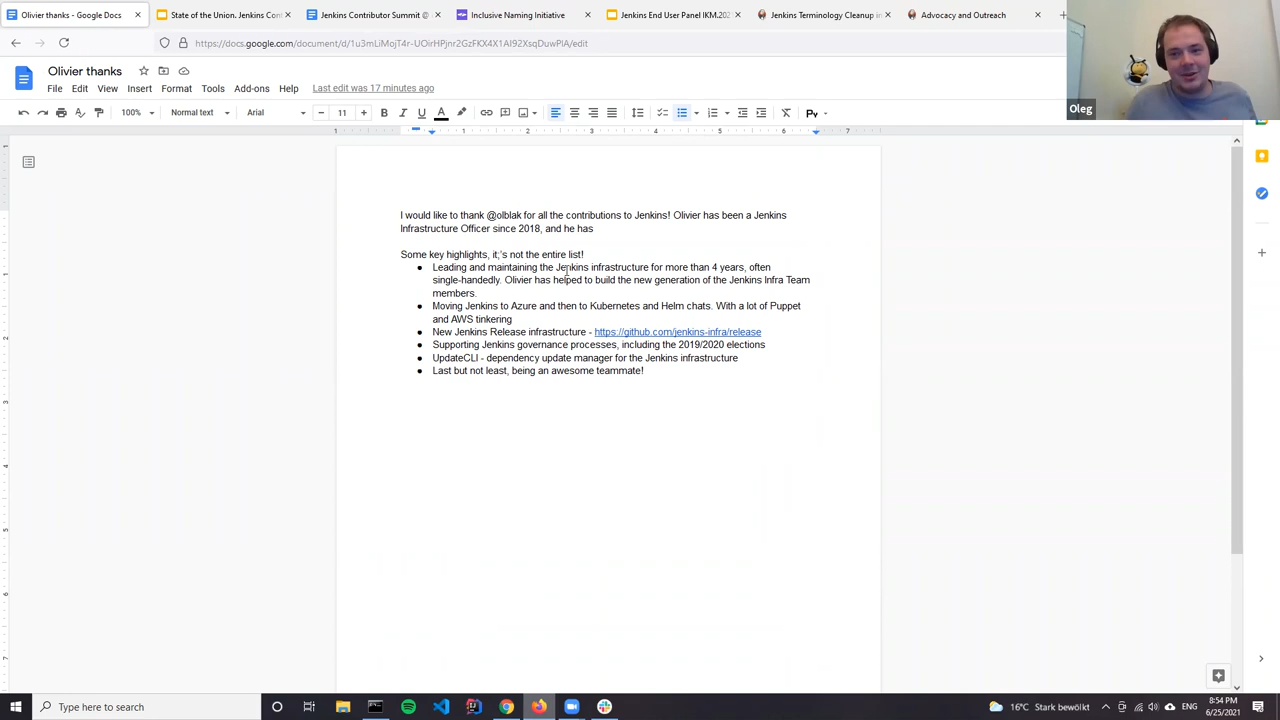 Olivier thanks - Google Docs
State of the Union. Jenkins Con
Jenkins Contributor Summit @
Inclusive Naming Initiative
Jenkins End User Panel IKM.202
Jenkins Terminology Cleanup in
Advocacy and Outreach
https://docs.google.com/document/d/1u3mLiMojT4r-UOirHPjnr2GzFKX4X1AI92XsqDuwPIA/edit
Olivier thanks
File Edit View Insert Format Tools Add-ons Help Last edit was 17 minutes ago
100% Normal text Arial 11
Oleg
1 1 2 3 4 5 6 7
I would like to thank @olblak for all the contributions to Jenkins! Olivier has been a Jenkins
Infrastructure Officer since 2018, and he has
Some key highlights, it;'s not the entire list!
● Leading and maintaining the Jenkins infrastructure for more than 4 years, often
single-handedly. Olivier has helped to build the new generation of the Jenkins Infra Team
members.
● Moving Jenkins to Azure and then to Kubernetes and Helm chats. With a lot of Puppet
and AWS tinkering
● New Jenkins Release infrastructure - https://github.com/jenkins-infra/release
● Supporting Jenkins governance processes, including the 2019/2020 elections
● UpdateCLI - dependency update manager for the Jenkins infrastructure
● Last but not least, being an awesome teammate!
Type here to search
16°C Stark bewölkt
ENG
8:54 PM
6/25/2021